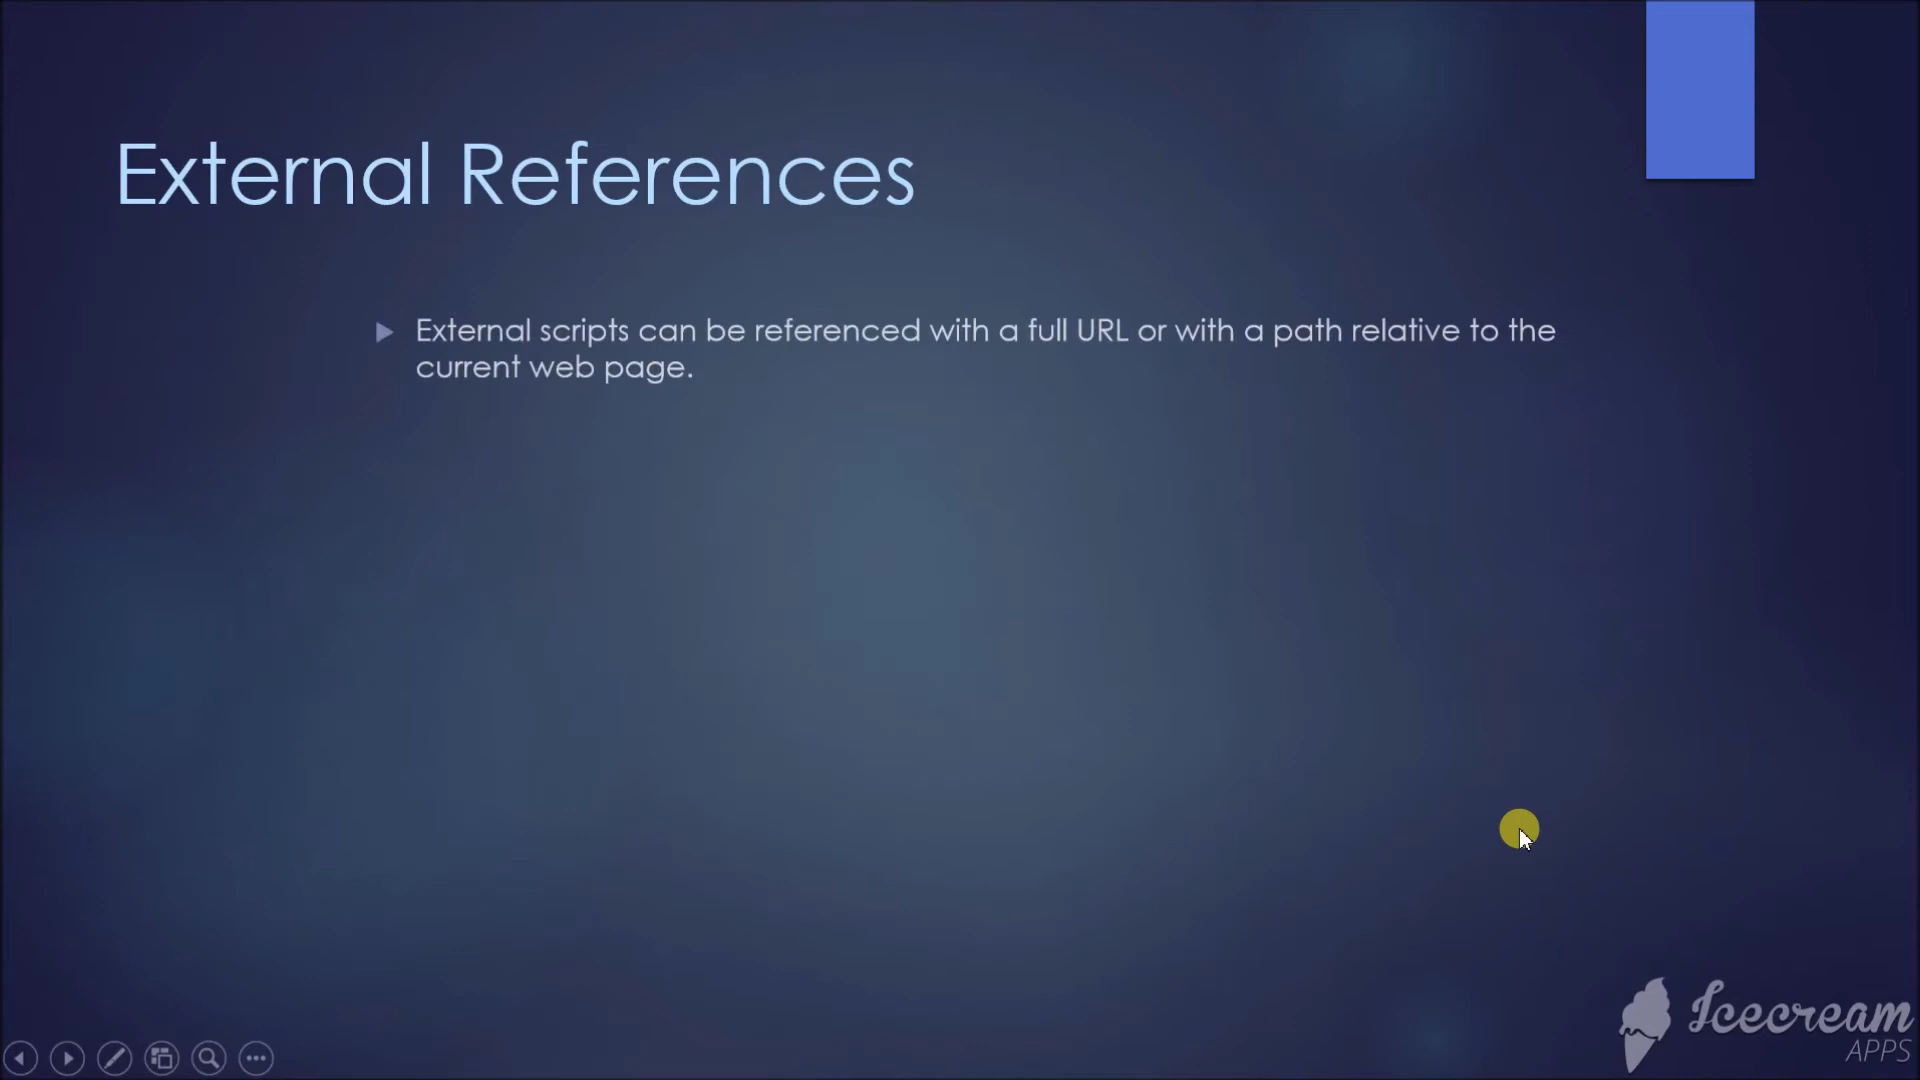 External References
External scripts can be referenced with a full URL or with a path relative to the
current web page.
Icecream
APPS